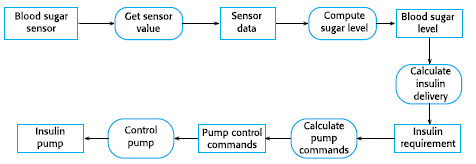 Blood sugar
sensor
Get sensor
value
Sensor
data
Compute
sugar level
Blood sugar
level
Calculate
insulin
delivery
Insulin
requirement
Calculate
pump
commands
Pump control
commands
Control
pump
Insulin
pump